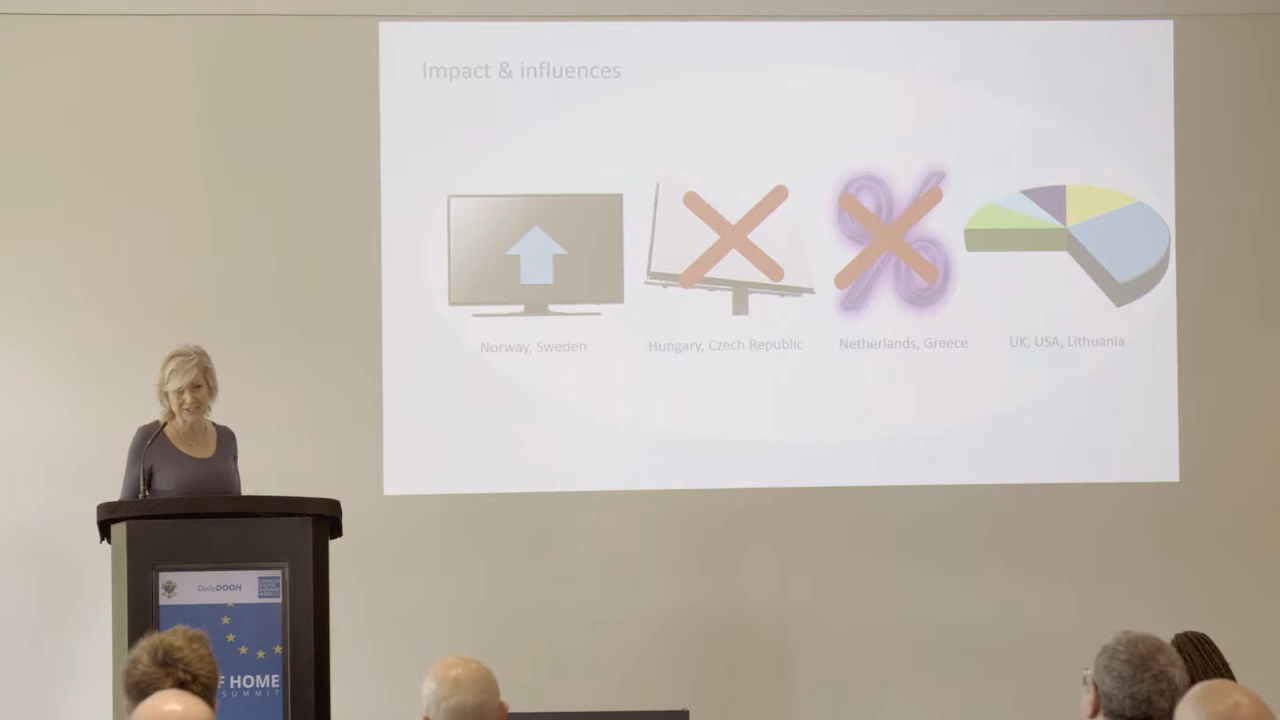 Impact & influences
Norway, Sweden
Hungary, Czech Republic
Netherlands, Greece
UK, USA, Lithuania
DailyDOOH
F HOME
SUMMIT